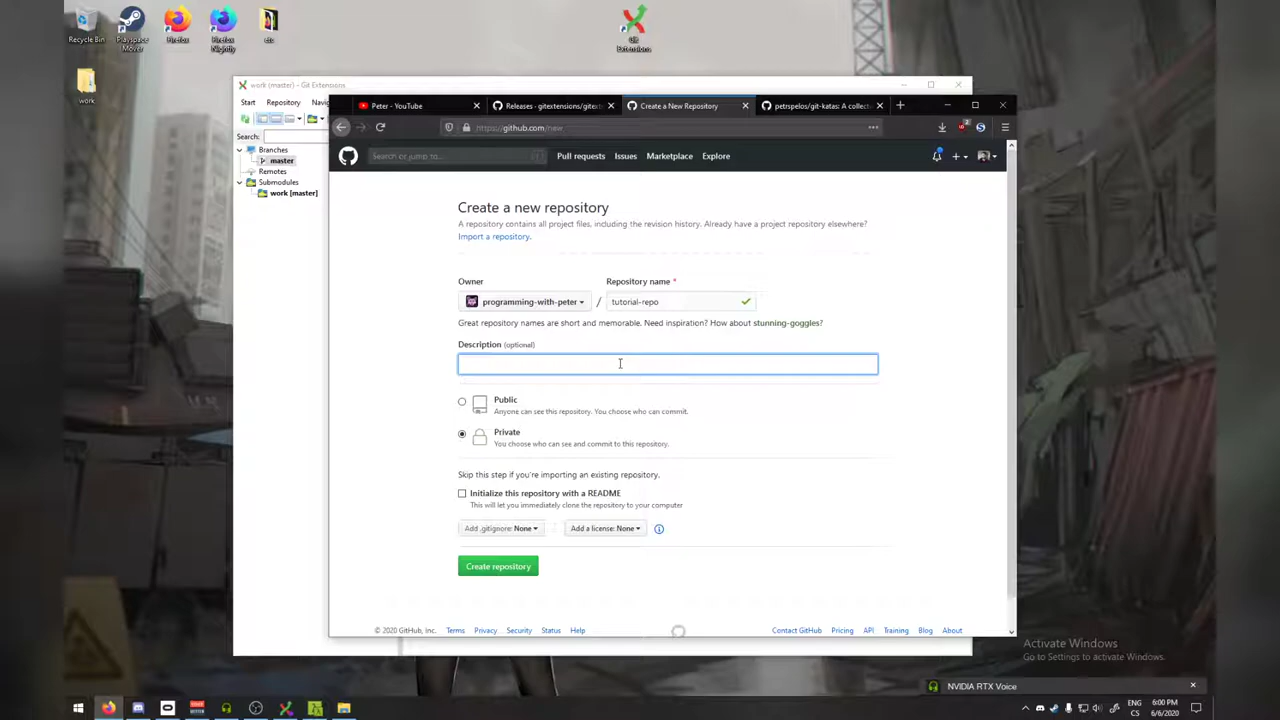 Recycle Bin
Playspace Mover
Firefox
Firefox Nightly
etc
Git Extensions
work
work (master) - Git Extensions
Start
Repository
Navig
Search:
Branches
master
Remotes
Submodules
work [master]
Peter - YouTube
Releases · gitextensions/gitext
Create a New Repository
petrspelos/git-katas: A collect
https://github.com/new
Search or jump to...
/
Pull requests
Issues
Marketplace
Explore
Create a new repository
A repository contains all project files, including the revision history. Already have a project repository elsewhere?
Import a repository.
Owner
Repository name *
programming-with-peter
/
tutorial-repo
Great repository names are short and memorable. Need inspiration? How about stunning-goggles?
Description (optional)
Public
Anyone can see this repository. You choose who can commit.
Private
You choose who can see and commit to this repository.
Skip this step if you're importing an existing repository.
Initialize this repository with a README
This will let you immediately clone the repository to your computer
Add .gitignore: None
Add a license: None
Create repository
© 2020 GitHub, Inc.
Terms
Privacy
Security
Status
Help
Contact GitHub
Pricing
API
Training
Blog
About
Activate Windows
Go to Settings to activate Windows.
NVIDIA RTX Voice
ENG
CS
6:00 PM
6/6/2020